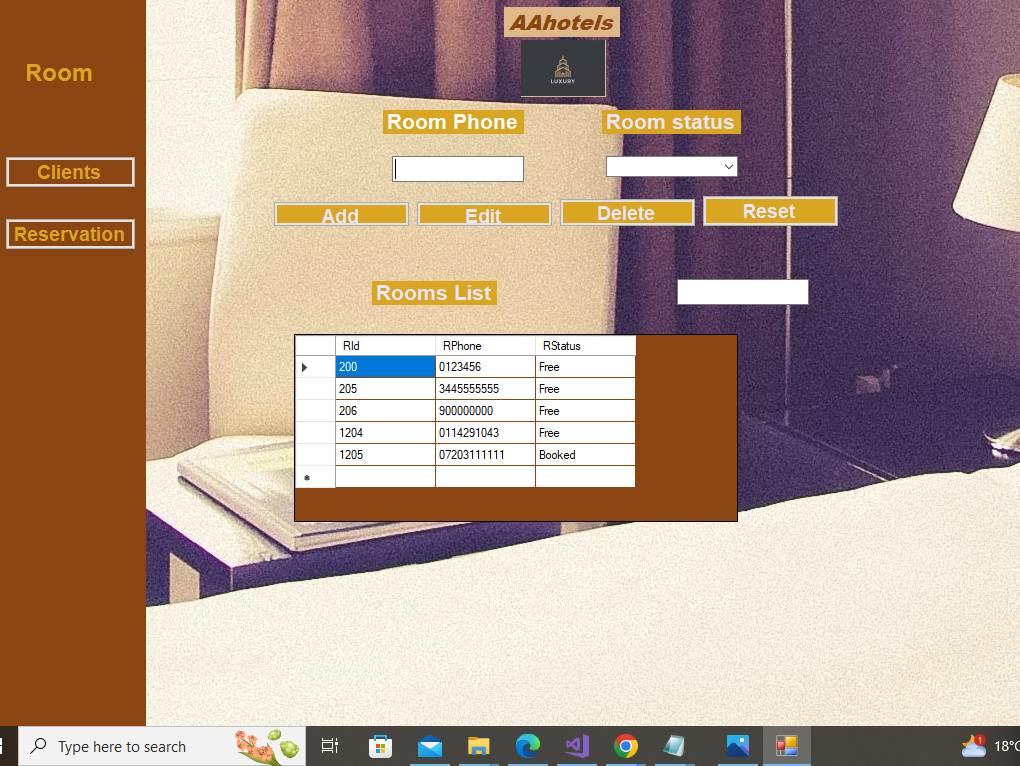 AAhotels
LUXURY
Room
Room Phone
Room status
Clients
Add
Edit
Delete
Reset
Reservation
Rooms List
RId RPhone RStatus
200 0123456 Free
205 3445555555 Free
206 900000000 Free
1204 0114291043 Free
1205 07203111111 Booked
Type here to search
1
18°C